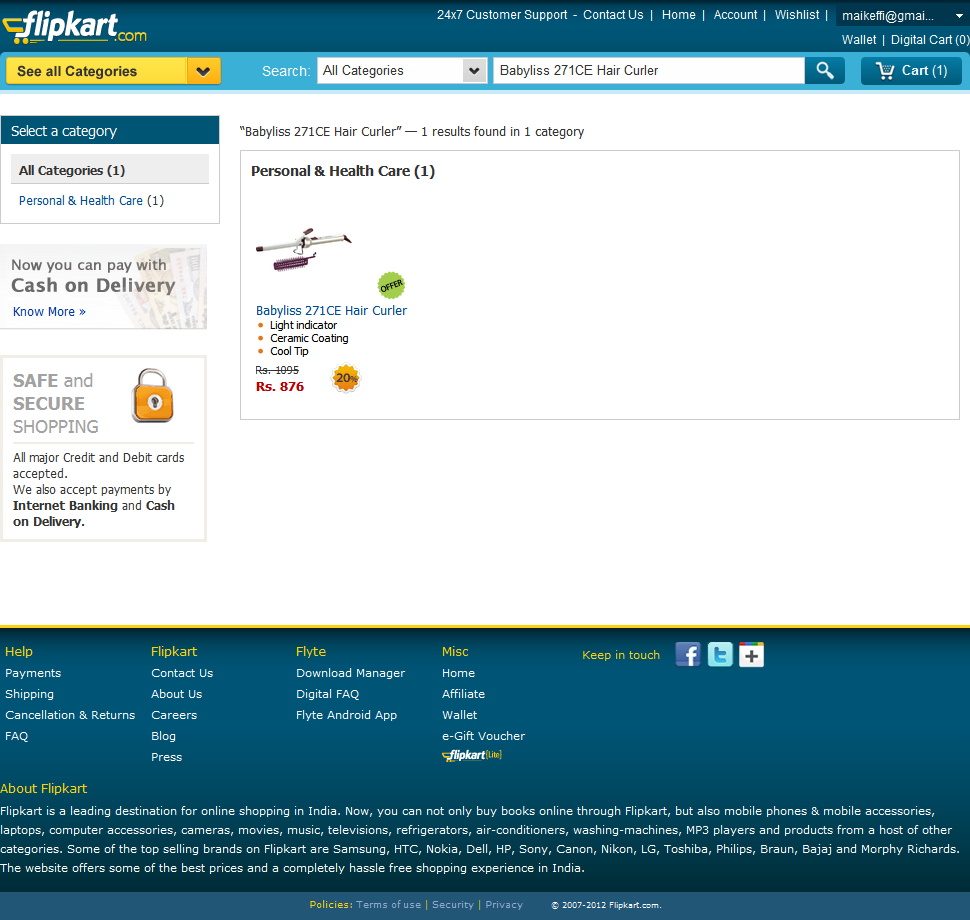 flipkart.com
24x7 Customer Support - Contact Us | Home | Account | Wishlist | maikeffi@gmai...
Wallet | Digital Cart (0)
See all Categories
Search: All Categories Babyliss 271CE Hair Curler Cart (1)
Select a category
All Categories (1)
Personal & Health Care (1)
Now you can pay with
Cash on Delivery
Know More »
SAFE and
SECURE
SHOPPING
All major Credit and Debit cards
accepted.
We also accept payments by
Internet Banking and Cash
on Delivery.
“Babyliss 271CE Hair Curler” — 1 results found in 1 category
Personal & Health Care (1)
OFFER
Babyliss 271CE Hair Curler
Light indicator
Ceramic Coating
Cool Tip
Rs. 1095
Rs. 876
20%
Help
Payments
Shipping
Cancellation & Returns
FAQ
Flipkart
Contact Us
About Us
Careers
Blog
Press
Flyte
Download Manager
Digital FAQ
Flyte Android App
Misc
Home
Affiliate
Wallet
e-Gift Voucher
flipkart[lite]
Keep in touch
About Flipkart
Flipkart is a leading destination for online shopping in India. Now, you can not only buy books online through Flipkart, but also mobile phones & mobile accessories,
laptops, computer accessories, cameras, movies, music, televisions, refrigerators, air-conditioners, washing-machines, MP3 players and products from a host of other
categories. Some of the top selling brands on Flipkart are Samsung, HTC, Nokia, Dell, HP, Sony, Canon, Nikon, LG, Toshiba, Philips, Braun, Bajaj and Morphy Richards.
The website offers some of the best prices and a completely hassle free shopping experience in India.
Policies: Terms of use | Security | Privacy © 2007-2012 Flipkart.com.